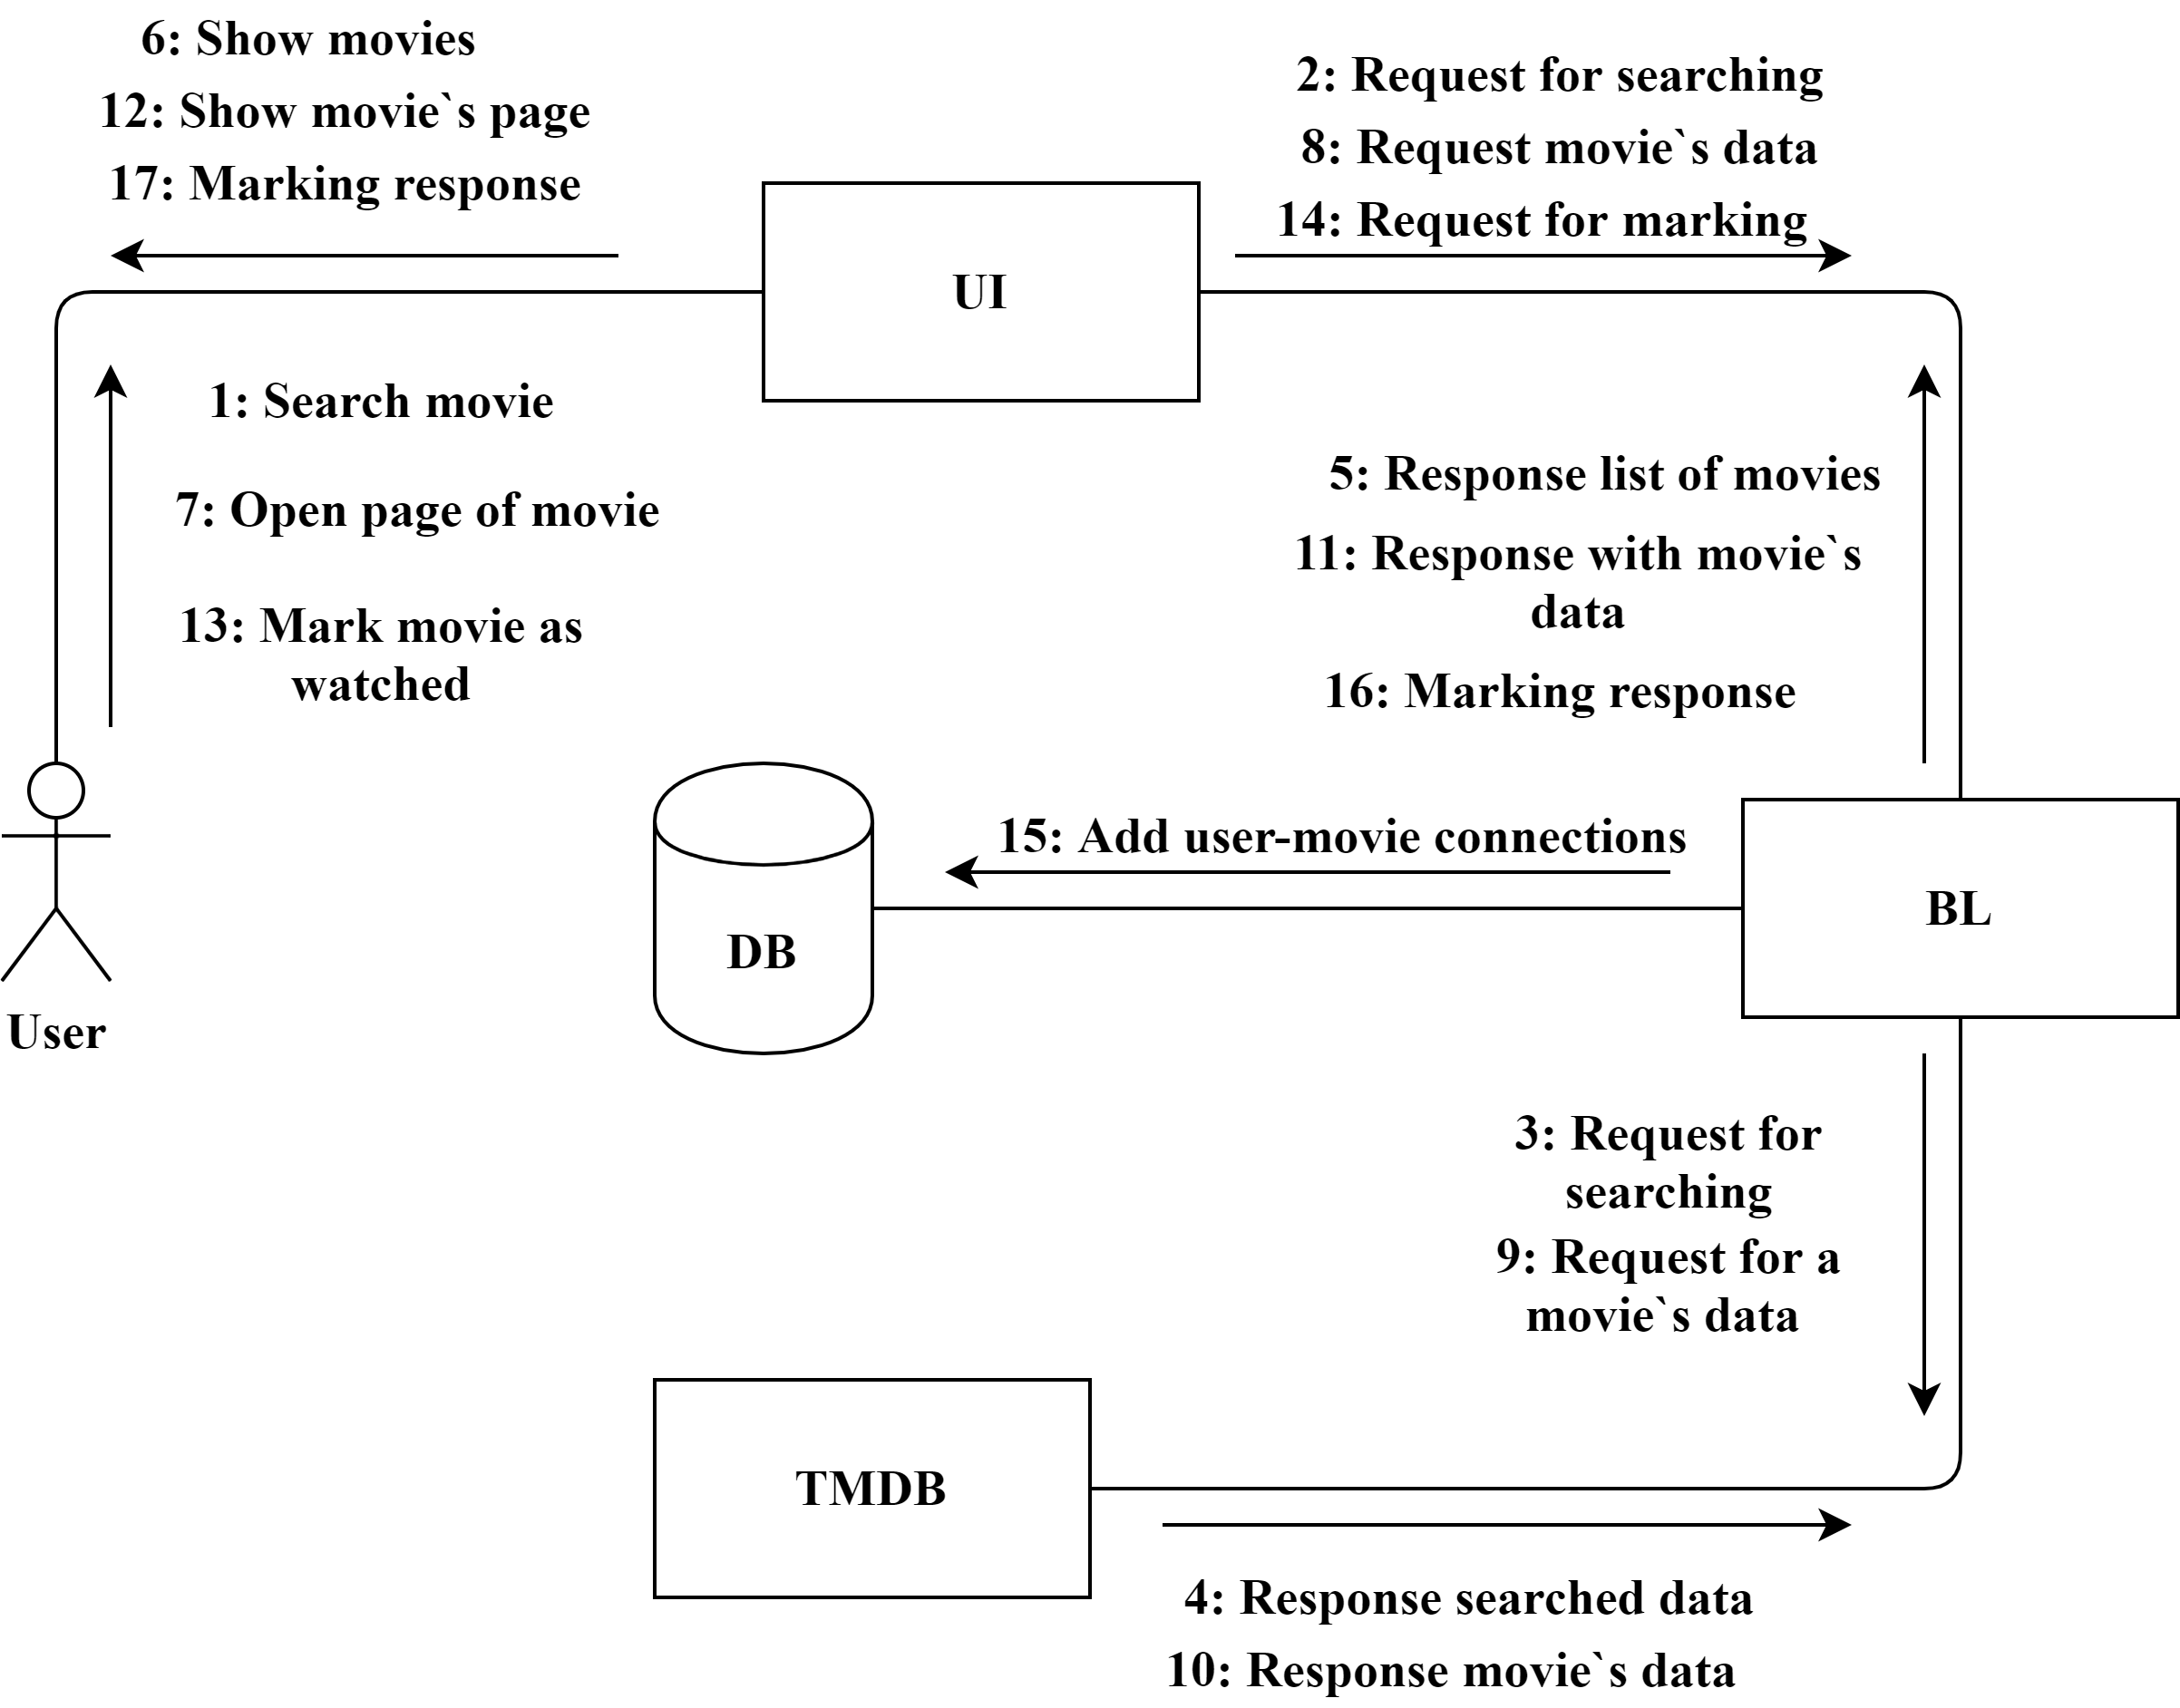 6: Show movies
12: Show movie`s page
17: Marking response
2: Request for searching
8: Request movie`s data
14: Request for marking
UI
1: Search movie
7: Open page of movie
13: Mark movie as
watched
5: Response list of movies
11: Response with movie`s
data
16: Marking response
15: Add user-movie connections
DB
BL
User
3: Request for
searching
9: Request for a
movie`s data
TMDB
4: Response searched data
10: Response movie`s data